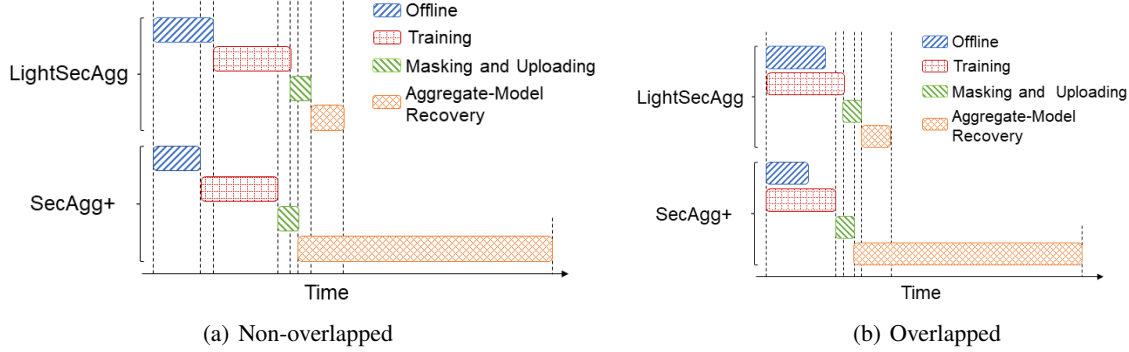 Offline
Training
Masking and Uploading
Aggregate-Model
Recovery
LightSecAgg
SecAgg+
Time
(a) Non-overlapped
Offline
Training
Masking and Uploading
Aggregate-Model
Recovery
LightSecAgg
SecAgg+
Time
(b) Overlapped